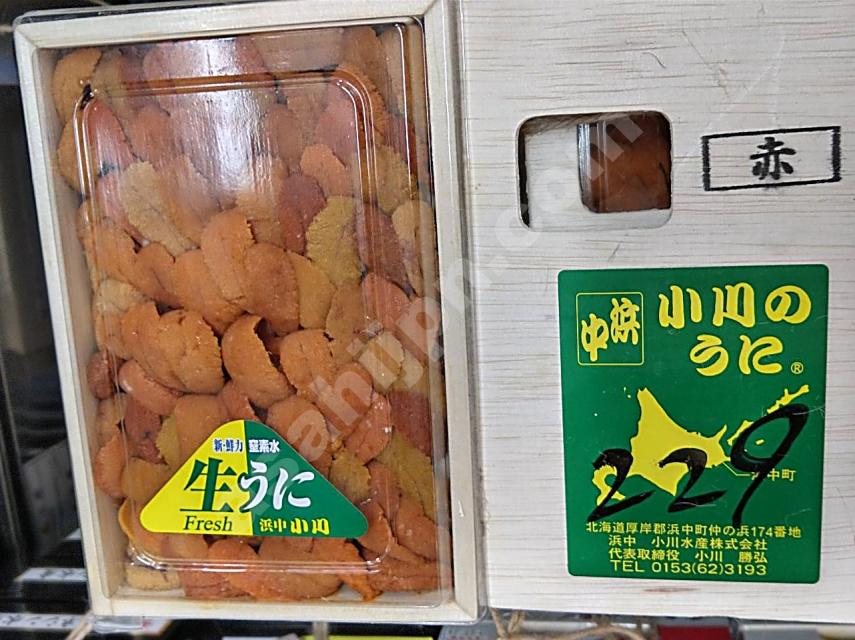 新・鮮力 窒素水
生うに
Fresh 浜中 小川
赤
浜中 小川の
うに®
229
浜中町
北海道厚岸郡浜中町仲の浜174番地
浜中 小川水産株式会社
代表取締役 小川 勝弘
TEL 0153(62)3193